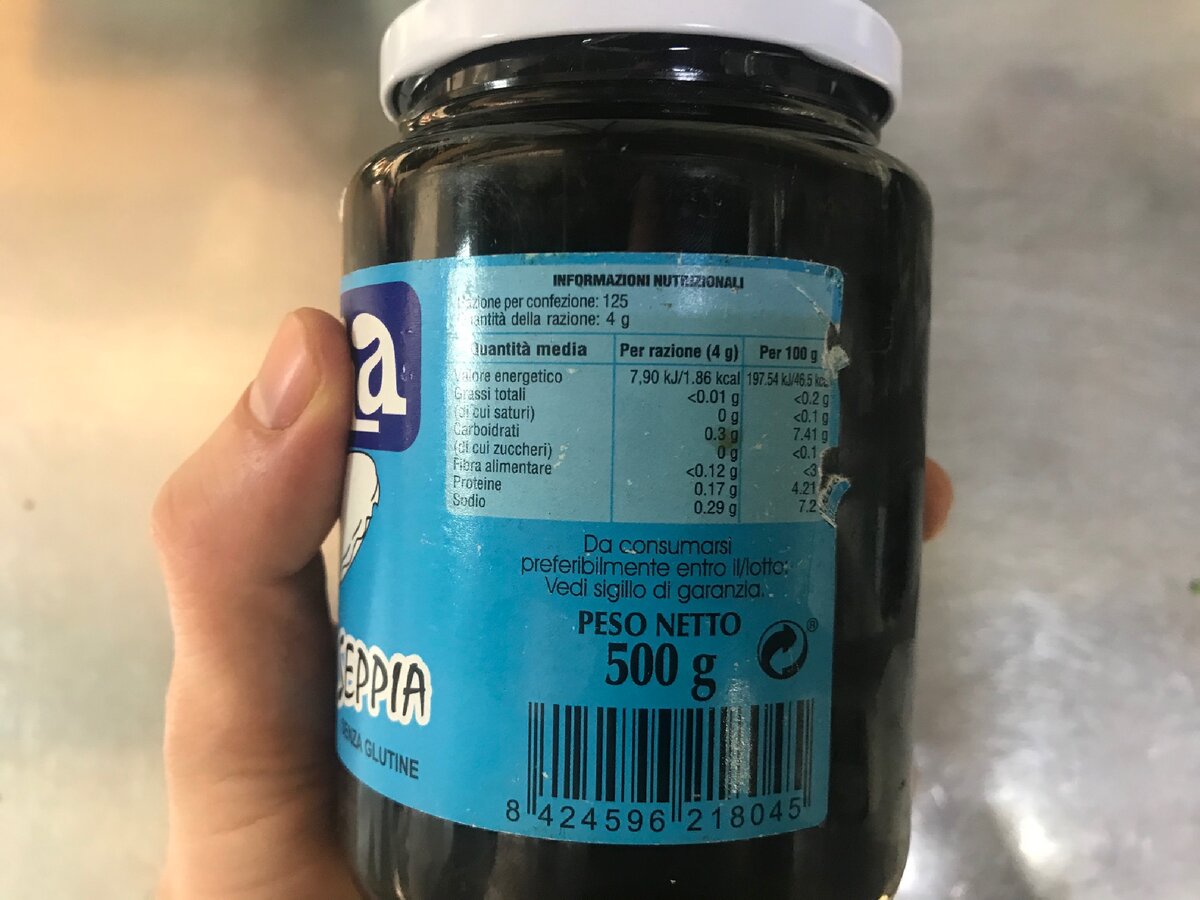 a
SEPPIA
SENZA GLUTINE
INFORMAZIONI NUTRIZIONALI
Razione per confezione: 125
Quantità della razione: 4 g
Quantità media Per razione (4 g) Per 100 g
Valore energetico 7,90 kJ/1.86 kcal 197.54 kJ/46.5 kcal
Grassi totali <0.01 g <0.2 g
(di cui saturi) 0 g <0.1 g
Carboidrati 0.3 g 7.41 g
(di cui zuccheri) 0 g <0.1
Fibra alimentare <0.12 g <3
Proteine 0.17 g 4.21
Sodio 0.29 g 7.2
Da consumarsi
preferibilmente entro il/lotto:
Vedi sigillo di garanzia.
PESO NETTO
500 g
®
8 424596 218045